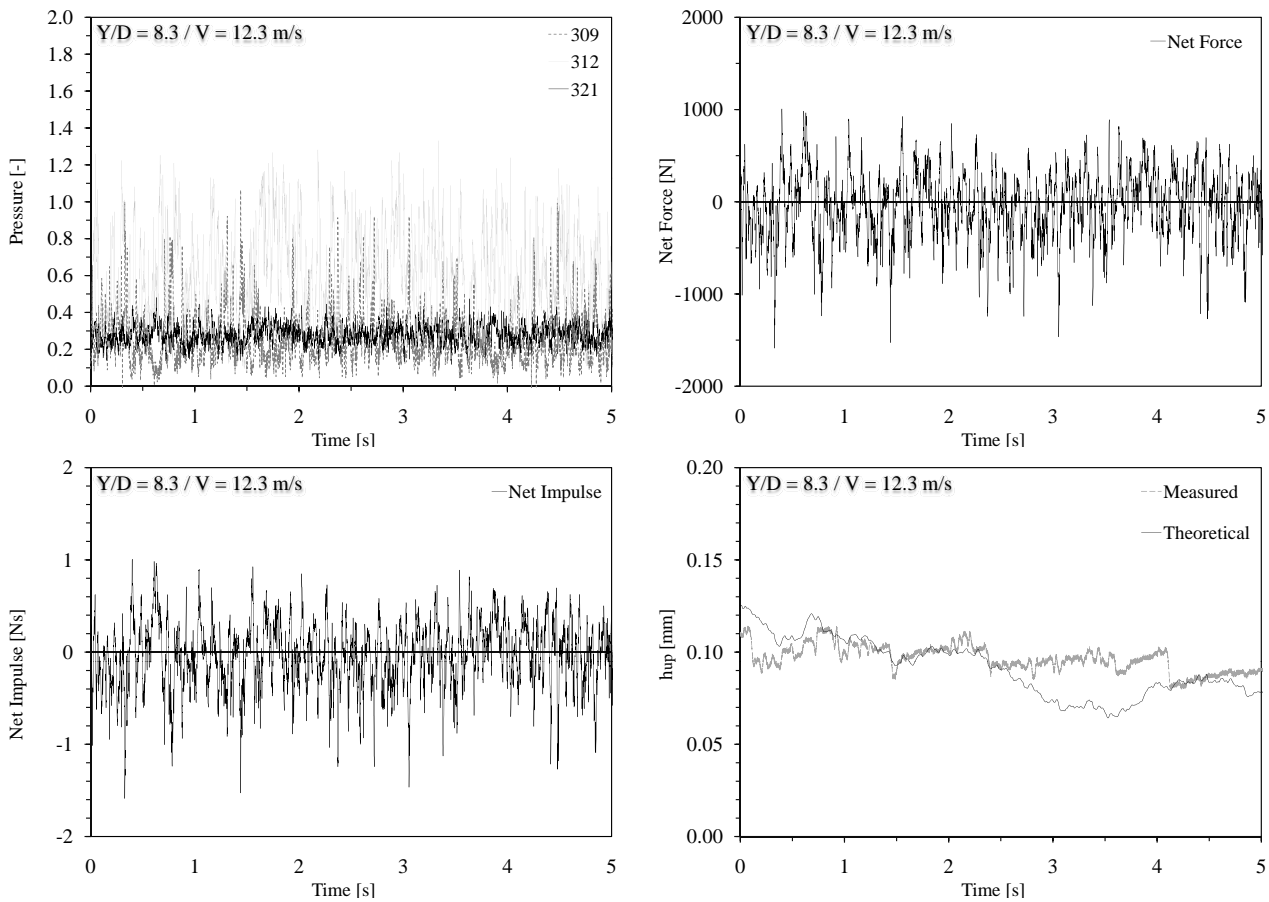 Y/D = 8.3 / V = 12.3 m/s
309
312
321
Pressure [-]
2.0
1.8
1.6
1.4
1.2
1.0
0.8
0.6
0.4
0.2
0.0
0 1 2 3 4 5
Time [s]
Y/D = 8.3 / V = 12.3 m/s
Net Force
Net Force [N]
2000
1000
0
-1000
-2000
0 1 2 3 4 5
Time [s]
Y/D = 8.3 / V = 12.3 m/s
Net Impulse
Net Impulse [Ns]
2
1
0
-1
-2
0 1 2 3 4 5
Time [s]
Y/D = 8.3 / V = 12.3 m/s
Measured
Theoretical
hup [mm]
0.20
0.15
0.10
0.05
0.00
0 1 2 3 4 5
Time [s]